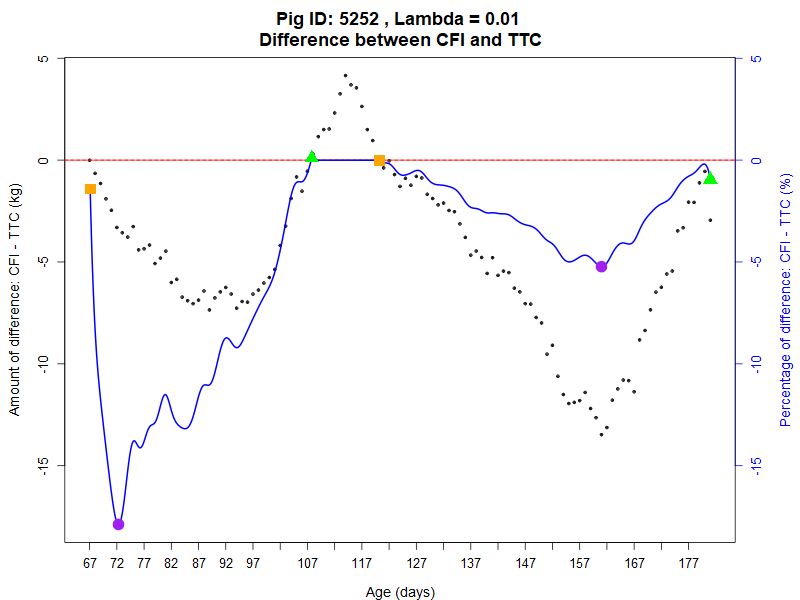 Pig ID: 5252 , Lambda = 0.01
Difference between CFI and TTC
Amount of difference: CFI - TTC (kg)
5
0
-5
-10
-15
5
0
-5
-10
-15
Percentage of difference: CFI - TTC (%)
67 72 77 82 87 92 97 107 117 127 137 147 157 167 177
Age (days)